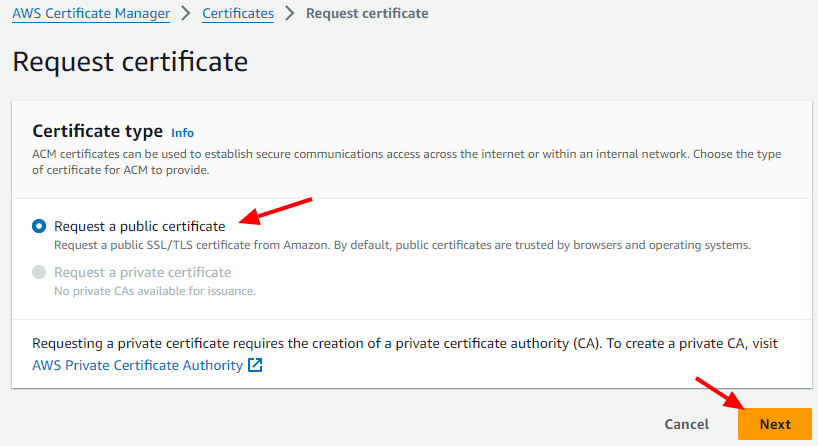 AWS Certificate Manager > Certificates > Request certificate
Request certificate
Certificate type Info
ACM certificates can be used to establish secure communications access across the internet or within an internal network. Choose the type
of certificate for ACM to provide.
Request a public certificate
Request a public SSL/TLS certificate from Amazon. By default, public certificates are trusted by browsers and operating systems.
Request a private certificate
No private CAs available for issuance.
Requesting a private certificate requires the creation of a private certificate authority (CA). To create a private CA, visit
AWS Private Certificate Authority
Cancel Next